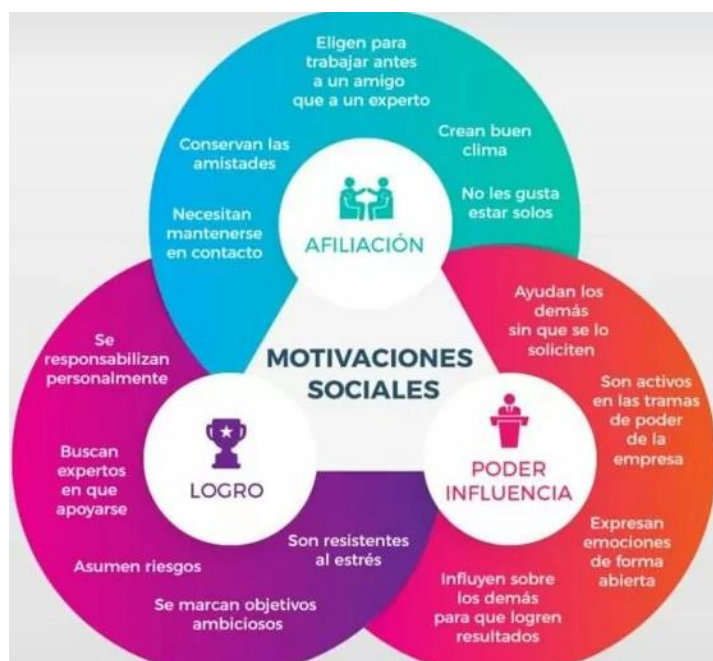 Eligen para
trabajar antes
a un amigo
que a un experto
Conservan las
amistades
Crean buen
clima
Necesitan
mantenerse
en contacto
No les gusta
estar solos
AFILIACIÓN
MOTIVACIONES
SOCIALES
Se
responsabilizan
personalmente
Buscan
expertos
en que
apoyarse
Asumen riesgos
Son resistentes
al estrés
Se marcan objetivos
ambiciosos
LOGRO
Ayudan los
demás
sin que se lo
soliciten
Son activos
en las tramas
de poder
de la
empresa
PODER
INFLUENCIA
Expresan
emociones
de forma
abierta
Influyen sobre
los demás
para que logren
resultados